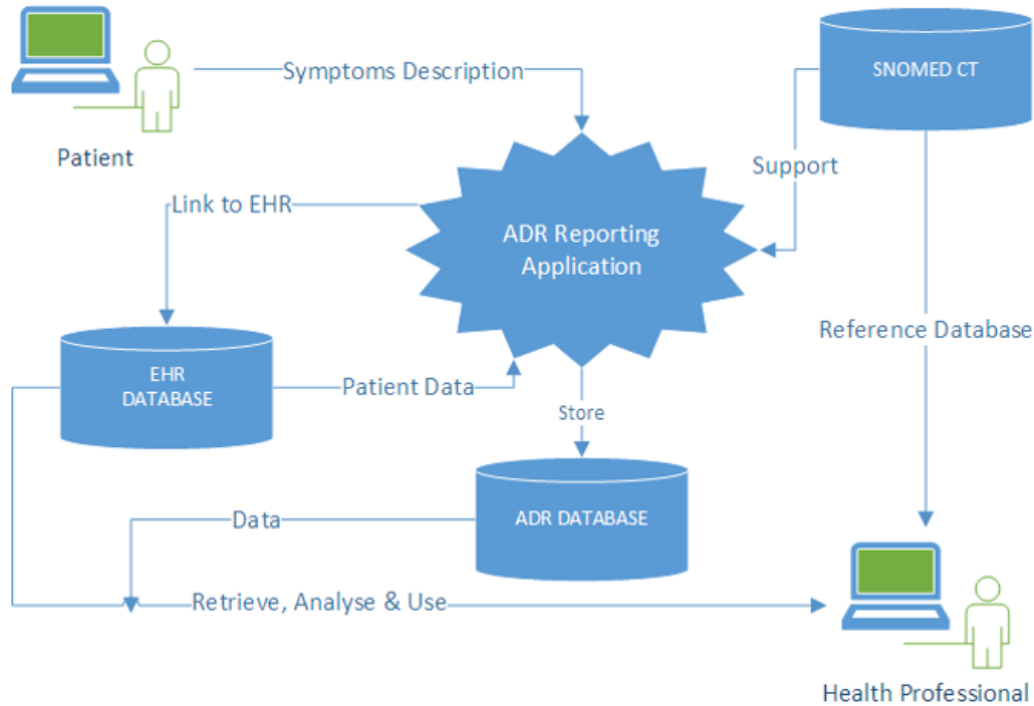 Symptoms Description
SNOMED CT
Patient
Support
Link to EHR
ADR Reporting
Application
Reference Database
EHR
DATABASE
Patient Data
Store
Data
ADR DATABASE
Retrieve, Analyse & Use
Health Professional